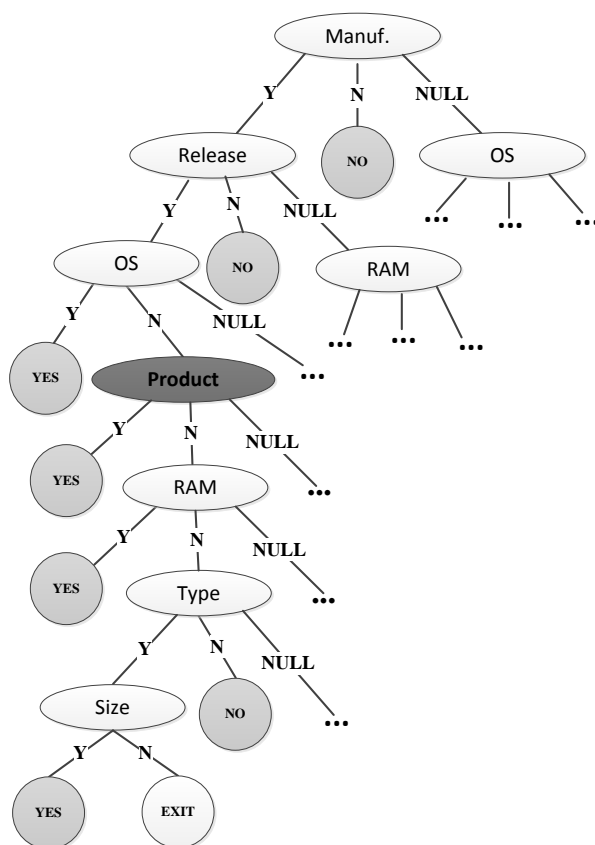 Manuf.
Y N NULL
Release NO OS
Y N NULL ... ... ...
OS NO RAM
Y N NULL ... ... ...
YES Product ...
Y N NULL
YES RAM ...
Y N NULL
YES Type ...
Y N NULL
Size NO ...
Y N
YES EXIT